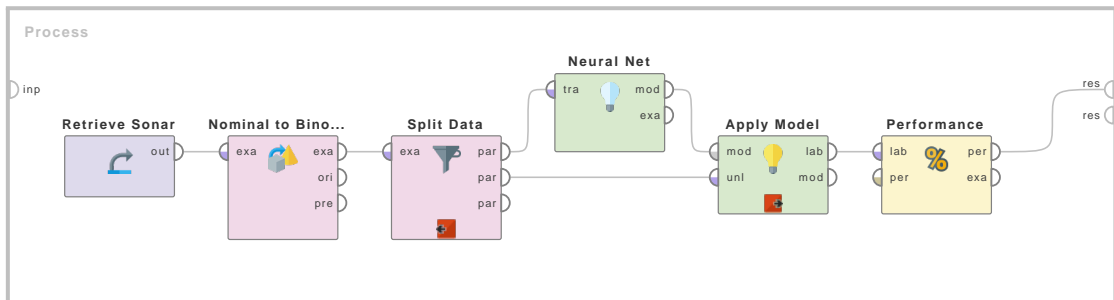 Process
inp
Retrieve Sonar
out
Nominal to Bino...
exa
exa
ori
pre
Split Data
exa
par
par
par
Neural Net
tra
mod
exa
Apply Model
mod
lab
unl
mod
Performance
%
lab
per
per
exa
res
res